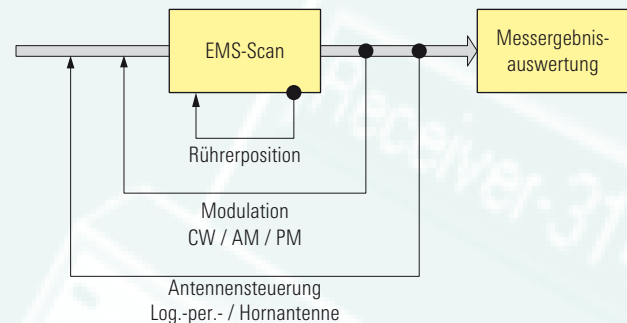 EMS-Scan
Messergebnis-
auswertung
Rührerposition
Modulation
CW / AM / PM
Antennensteuerung
Log.-per.- / Hornantenne